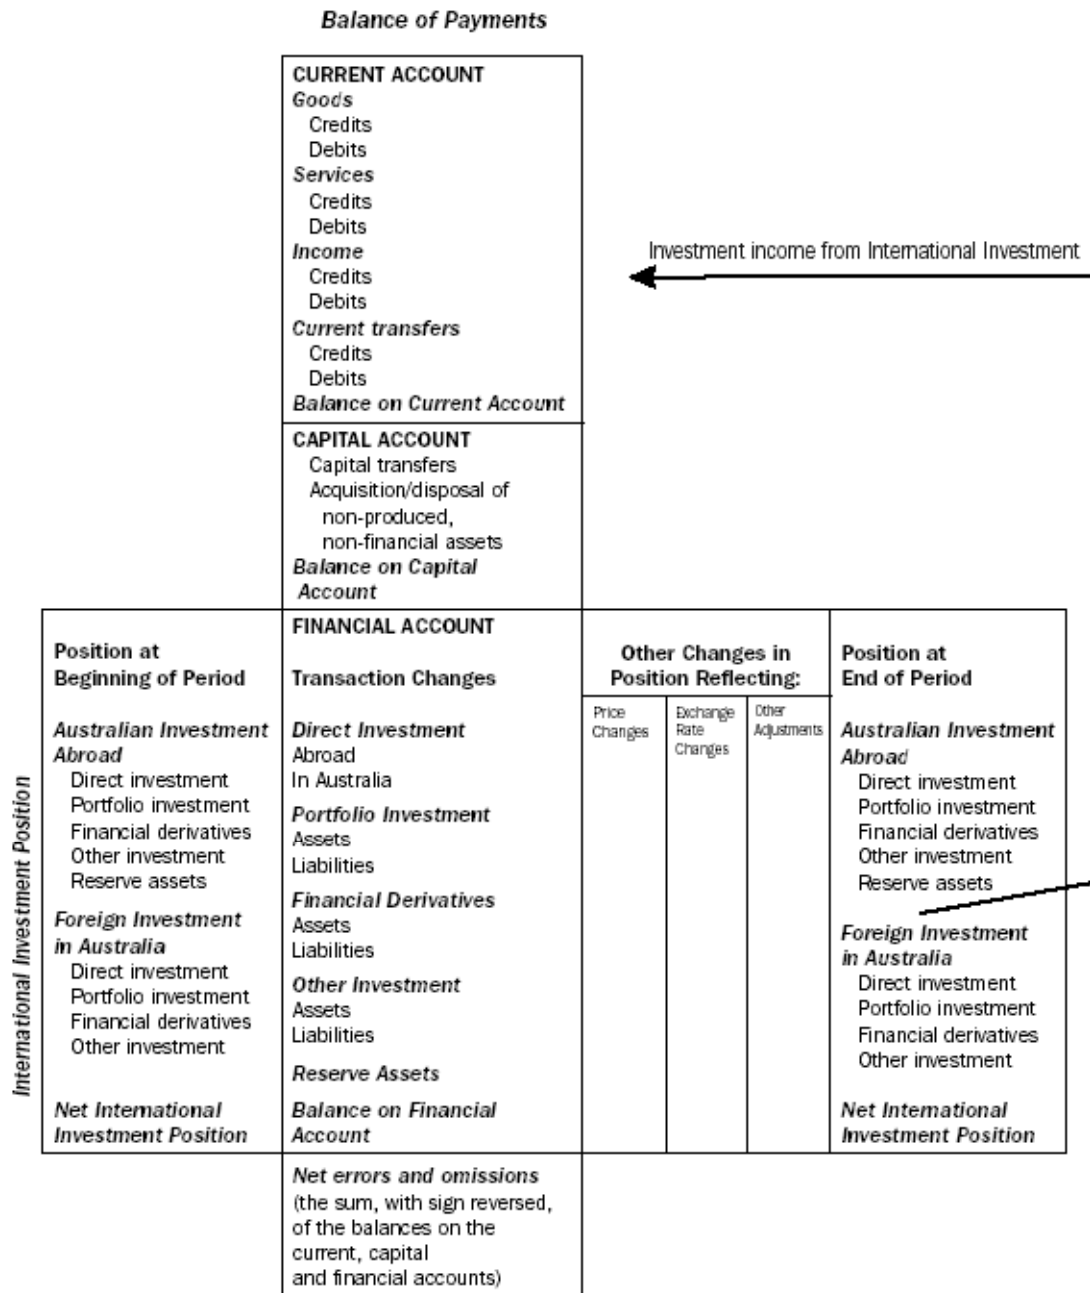 Balance of Payments
CURRENT ACCOUNT
Goods
Credits
Debits
Services
Credits
Debits
Income
Credits
Debits
Current transfers
Credits
Debits
Balance on Current Account
Investment income from International Investment
CAPITAL ACCOUNT
Capital transfers
Acquisition/disposal of
non-produced,
non-financial assets
Balance on Capital
Account
International Investment Position
Position at
Beginning of Period
Australian Investment
Abroad
Direct investment
Portfolio investment
Financial derivatives
Other investment
Reserve assets
Foreign Investment
in Australia
Direct investment
Portfolio investment
Financial derivatives
Other investment
Net International
Investment Position
FINANCIAL ACCOUNT
Transaction Changes
Direct Investment
Abroad
In Australia
Portfolio Investment
Assets
Liabilities
Financial Derivatives
Assets
Liabilities
Other Investment
Assets
Liabilities
Reserve Assets
Balance on Financial
Account
Other Changes in
Position Reflecting:
Price
Changes
Exchange
Rate
Changes
Other
Adjustments
Position at
End of Period
Australian Investment
Abroad
Direct investment
Portfolio investment
Financial derivatives
Other investment
Reserve assets
Foreign Investment
in Australia
Direct investment
Portfolio investment
Financial derivatives
Other investment
Net International
Investment Position
Net errors and omissions
(the sum, with sign reversed,
of the balances on the
current, capital
and financial accounts)